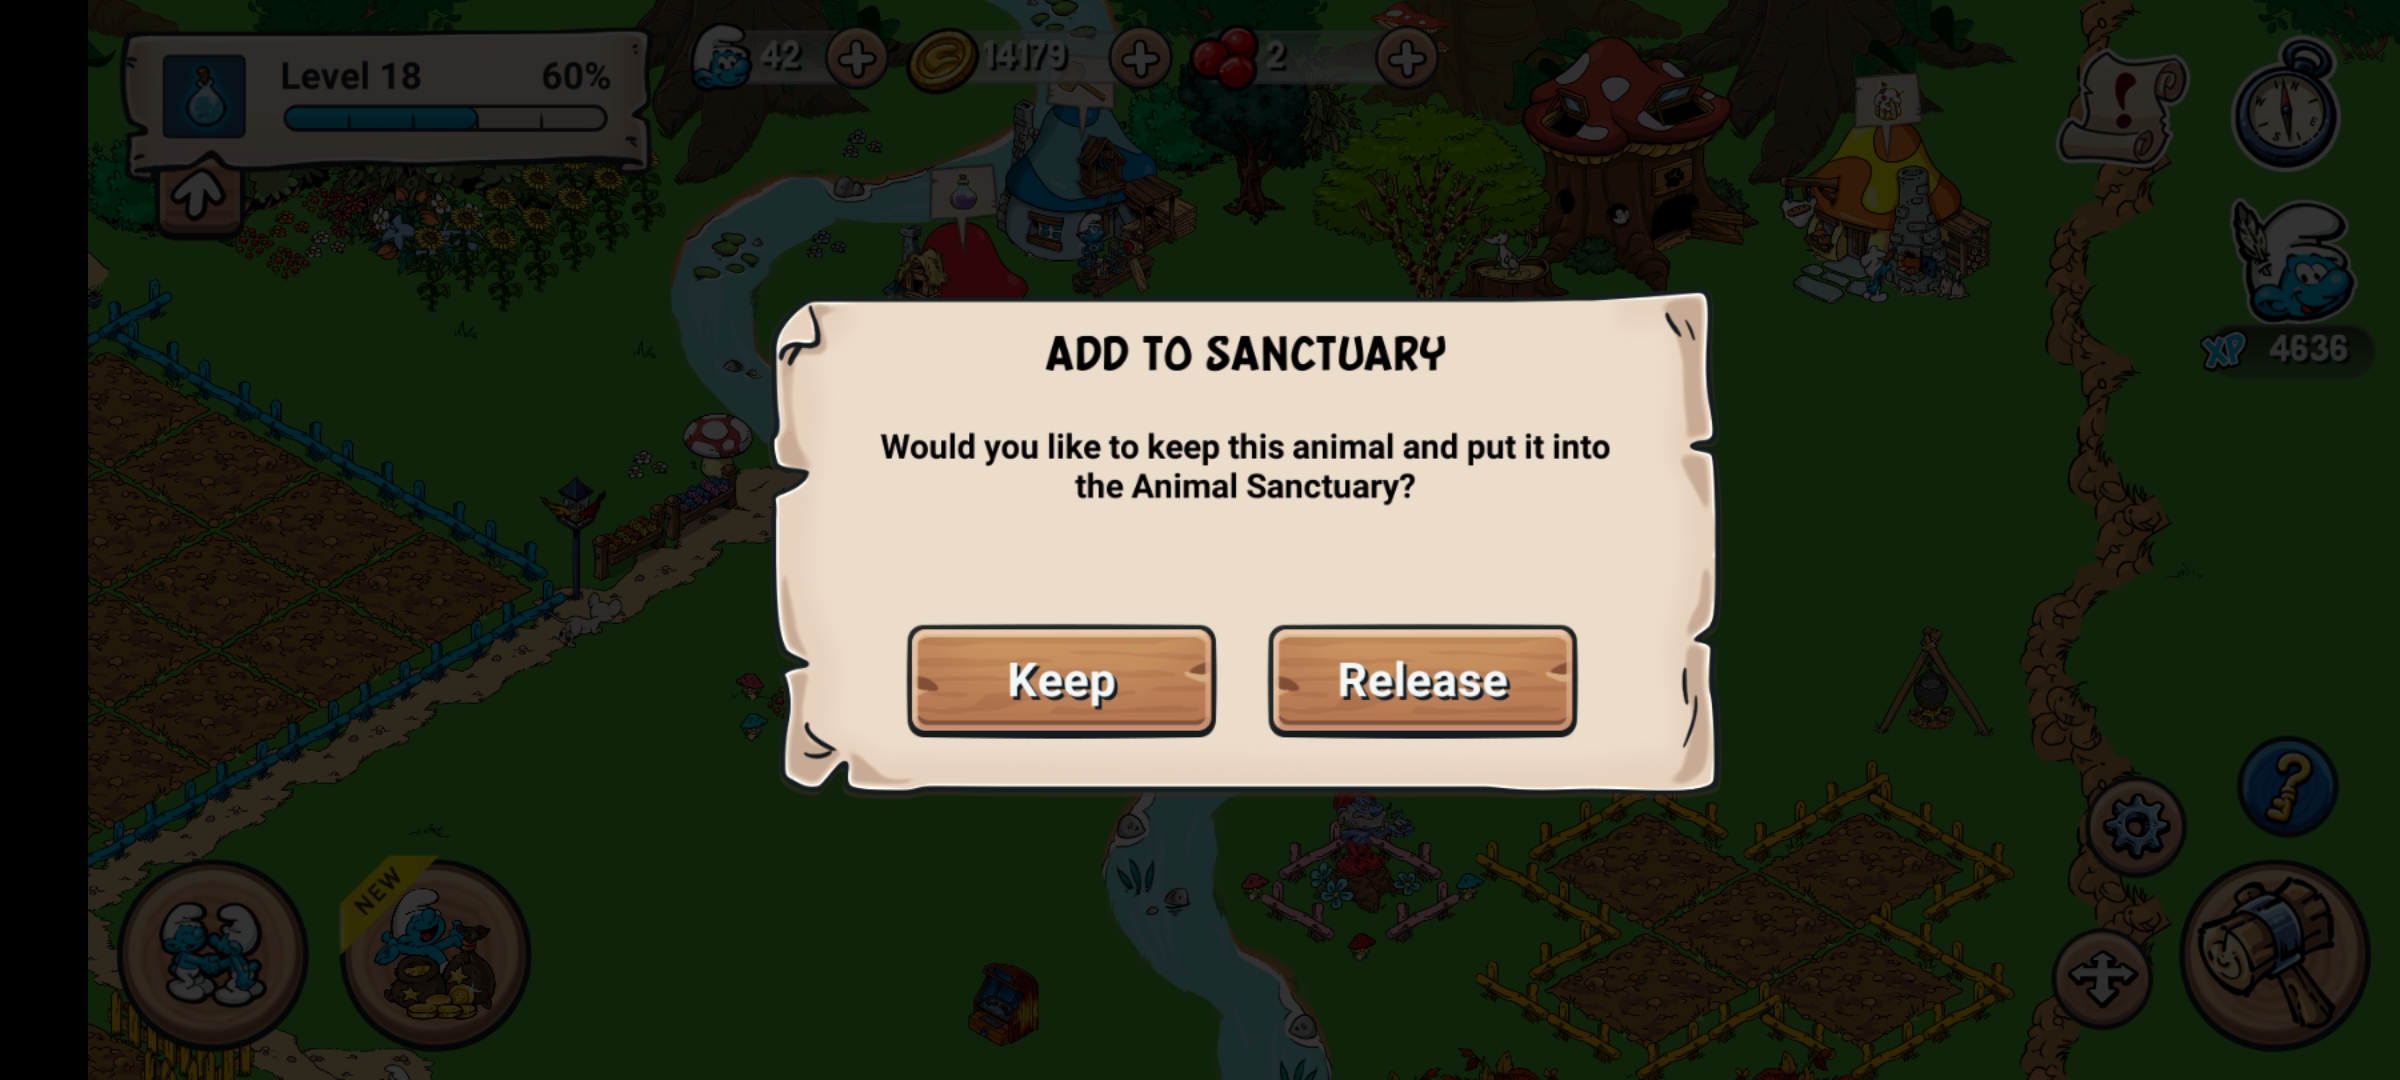 Level 18 60%
42 14179 2
XP 4636
ADD TO SANCTUARY
Would you like to keep this animal and put it into
the Animal Sanctuary?
Keep Release
NEW